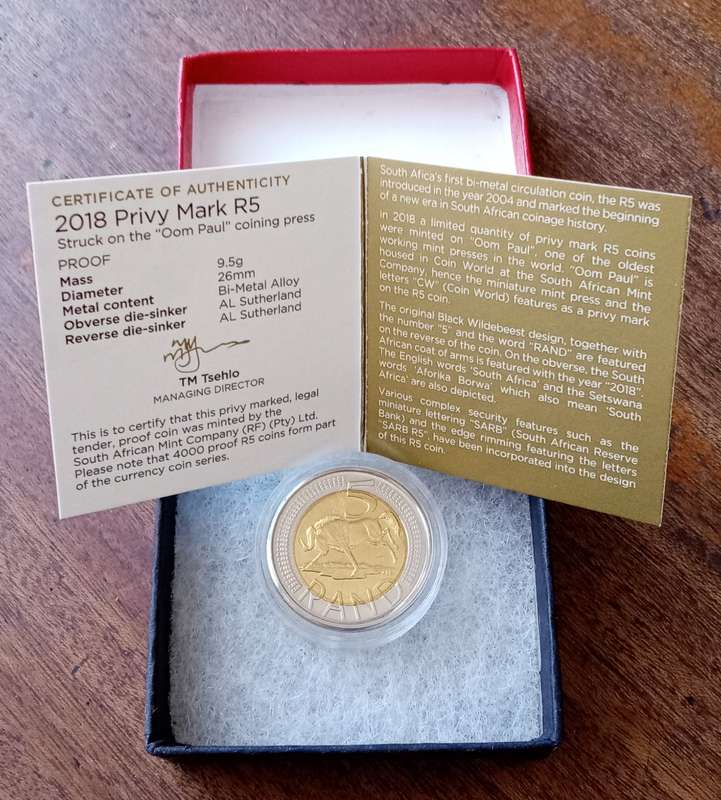 CERTIFICATE OF AUTHENTICITY
2018 Privy Mark R5
Struck on the “Oom Paul” coining press
PROOF
Mass 9.5g
Diameter 26mm
Metal content Bi-Metal Alloy
Obverse die-sinker AL Sutherland
Reverse die-sinker AL Sutherland
TM Tsehlo
MANAGING DIRECTOR
This is to certify that this privy marked, legal
tender, proof coin was minted by the
South African Mint Company (RF) (Pty) Ltd.
Please note that 4000 proof R5 coins form part
of the currency coin series.
South Africa's first bi-metal circulation coin, the R5 was
introduced in the year 2004 and marked the beginning
of a new era in South African coinage history.
In 2018 a limited quantity of privy mark R5 coins
were minted on “Oom Paul”, one of the oldest
working mint presses in the world. “Oom Paul” is
housed in Coin World at the South African Mint
Company, hence the miniature mint press and the
letters “CW” (Coin World) features as a privy mark
on the R5 coin.
The original Black Wildebeest design, together with
the number “5” and the word “RAND” are featured
on the reverse of the coin. On the obverse, the South
African coat of arms is featured with the year “2018”.
The English words ‘South Africa’ and the Setswana
words ‘Aforika Borwa’ which also mean ‘South
Africa’ are also depicted.
Various complex security features such as the
miniature lettering “SARB” (South African Reserve
Bank) and the edge rimming featuring the letters
“SARB R5”, have been incorporated into the design
of this R5 coin.
5
RAND